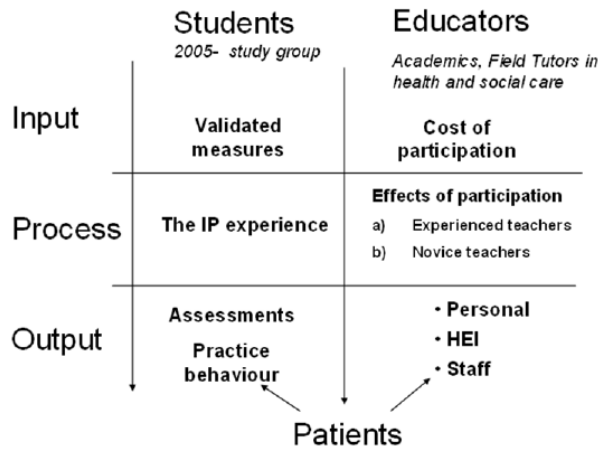 Students
2005- study group
Educators
Academics, Field Tutors in
health and social care
Input
Validated
measures
Cost of
participation
Process
The IP experience
Effects of participation
a) Experienced teachers
b) Novice teachers
Output
Assessments
Practice
behaviour
• Personal
• HEI
• Staff
Patients